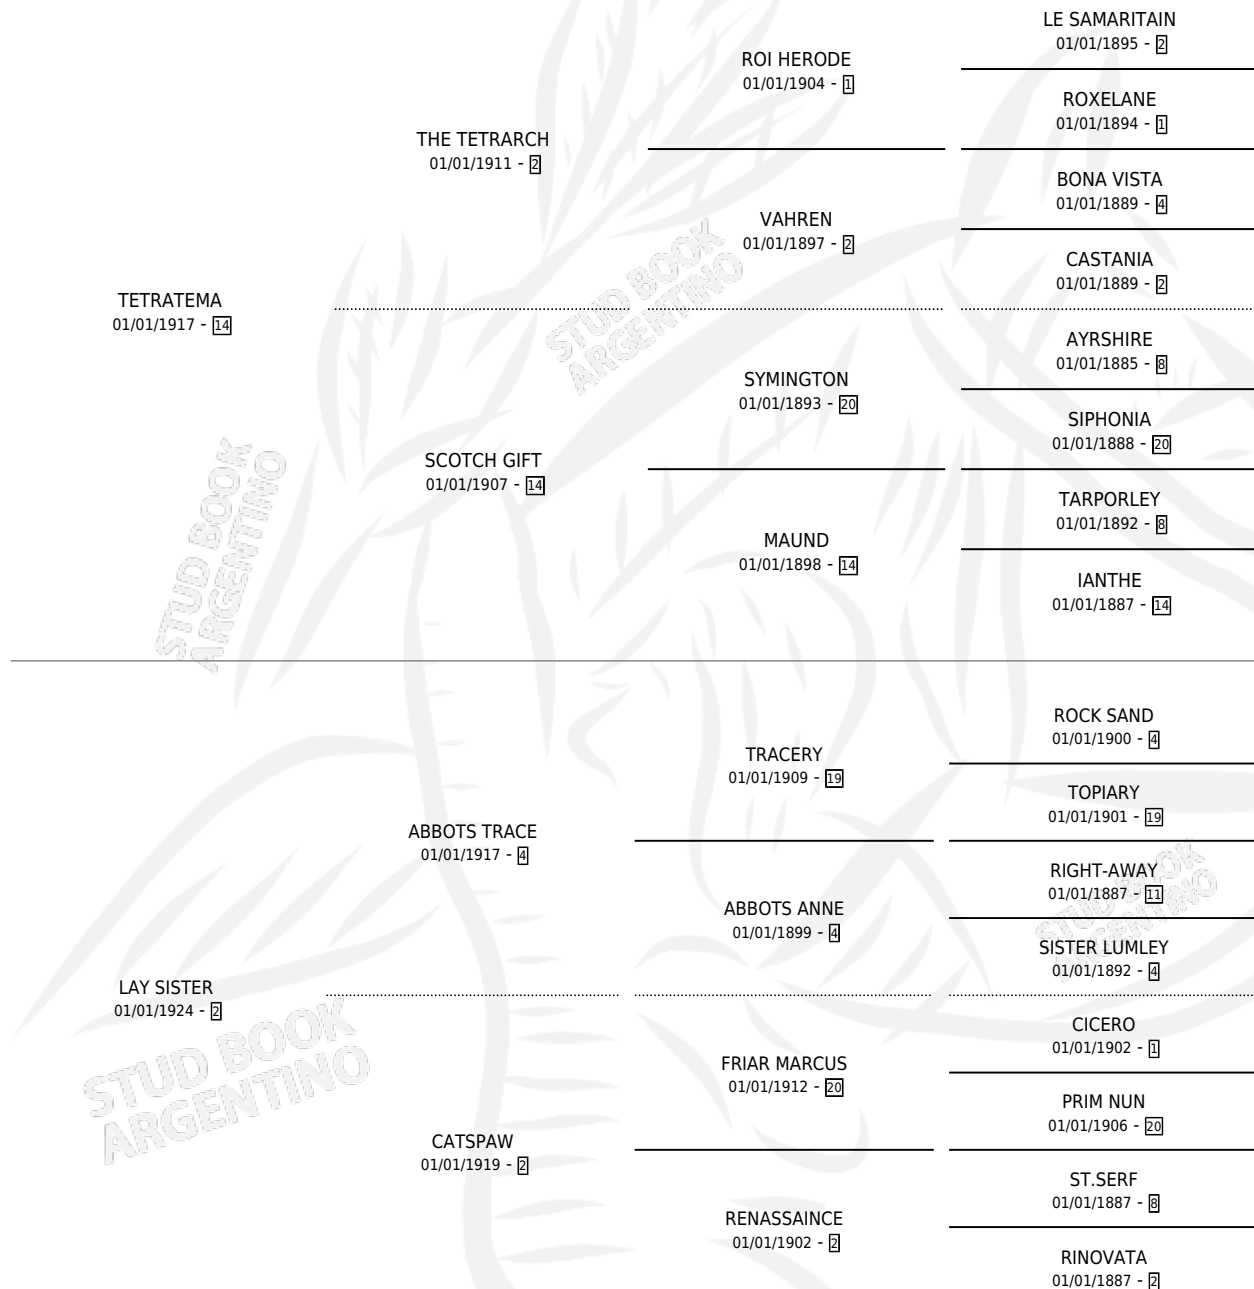 LE SAMARITAIN
01/01/1895 - 2
ROI HERODE
01/01/1904 - 1
ROXELANE
01/01/1894 - 1
THE TETRARCH
01/01/1911 - 2
BONA VISTA
01/01/1889 - 4
VAHREN
01/01/1897 - 2
CASTANIA
01/01/1889 - 2
TETRATEMA
01/01/1917 - 14
AYRSHIRE
01/01/1885 - 8
SYMINGTON
01/01/1893 - 20
SIPHONIA
01/01/1888 - 20
SCOTCH GIFT
01/01/1907 - 14
TARPORLEY
01/01/1892 - 8
MAUND
01/01/1898 - 14
IANTHE
01/01/1887 - 14
ROCK SAND
01/01/1900 - 4
TRACERY
01/01/1909 - 19
TOPIARY
01/01/1901 - 19
ABBOTS TRACE
01/01/1917 - 4
RIGHT-AWAY
01/01/1887 - 11
ABBOTS ANNE
01/01/1899 - 4
SISTER LUMLEY
01/01/1892 - 4
LAY SISTER
01/01/1924 - 2
CICERO
01/01/1902 - 1
FRIAR MARCUS
01/01/1912 - 20
PRIM NUN
01/01/1906 - 20
CATSPAW
01/01/1919 - 2
ST.SERF
01/01/1887 - 8
RENASSAINCE
01/01/1902 - 2
RINOVATA
01/01/1887 - 2
STUD BOOK
ARGENTINO
STUD BOOK
ARGENTINO
STUD BOOK
ARGENTINO
STUD BOOK
ARGENTINO